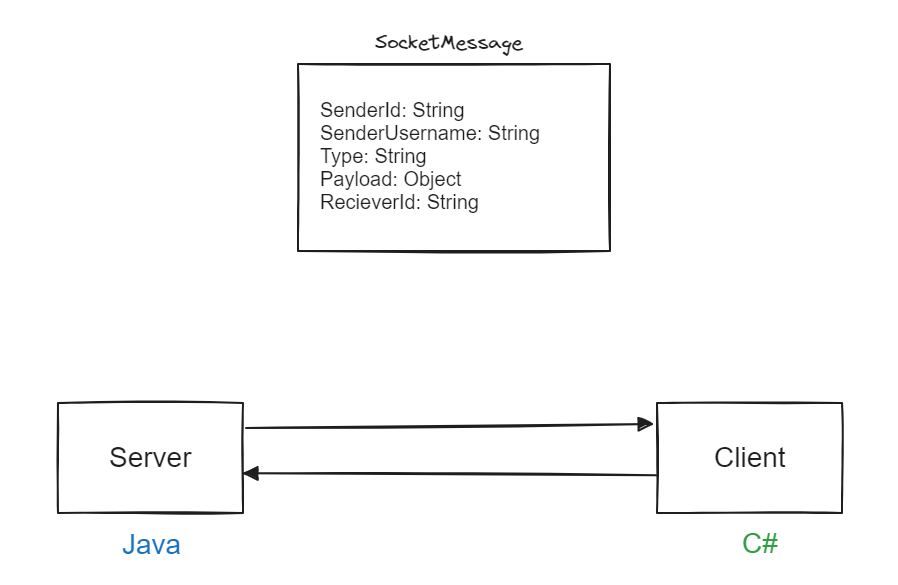 SocketMessage
SenderId: String
SenderUsername: String
Type: String
Payload: Object
RecieverId: String
Server
Client
Java
C#